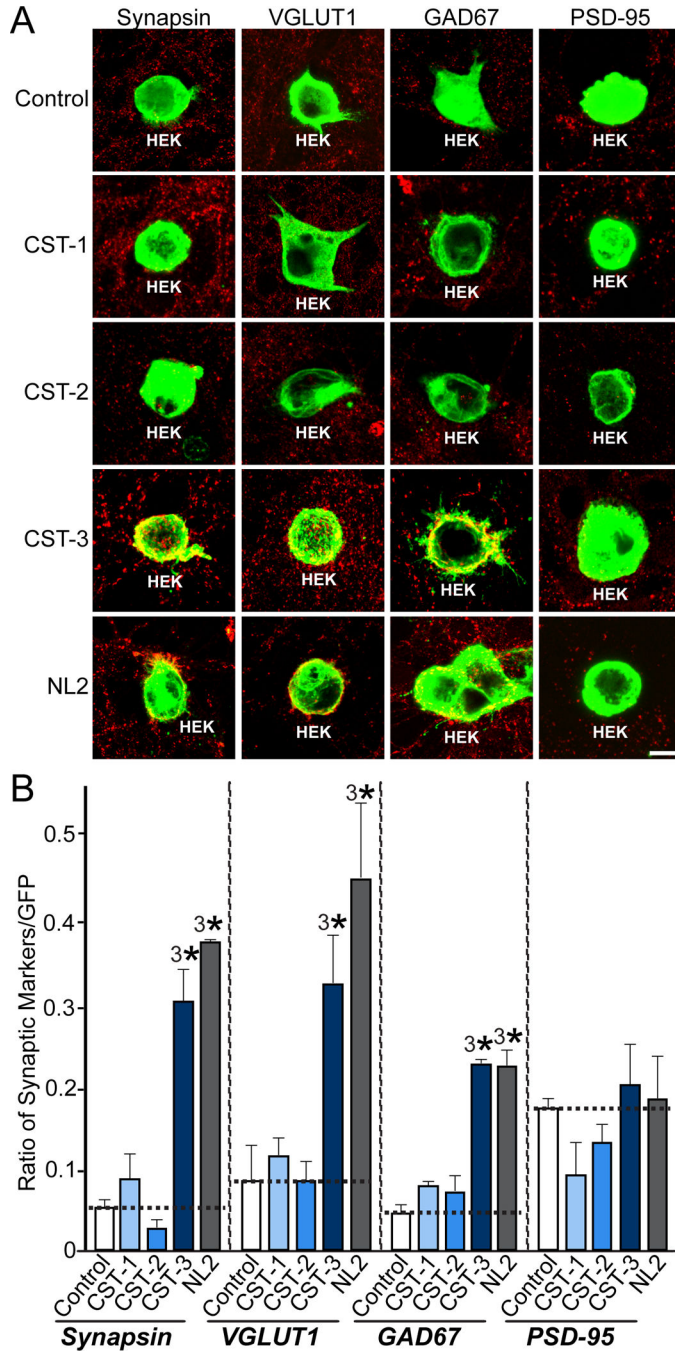 A
Synapsin VGLUT1 GAD67 PSD-95
Control HEK HEK HEK HEK
CST-1 HEK HEK HEK HEK
CST-2 HEK HEK HEK HEK
CST-3 HEK HEK HEK HEK
NL2 HEK HEK HEK HEK
B
Ratio of Synaptic Markers/GFP
0.5
0.4
0.3
0.2
0.1
0
3* 3* 3* 3* 3* 3*
Control CST-1 CST-2 CST-3 NL2 Control CST-1 CST-2 CST-3 NL2 Control CST-1 CST-2 CST-3 NL2 Control CST-1 CST-2 CST-3 NL2
Synapsin VGLUT1 GAD67 PSD-95